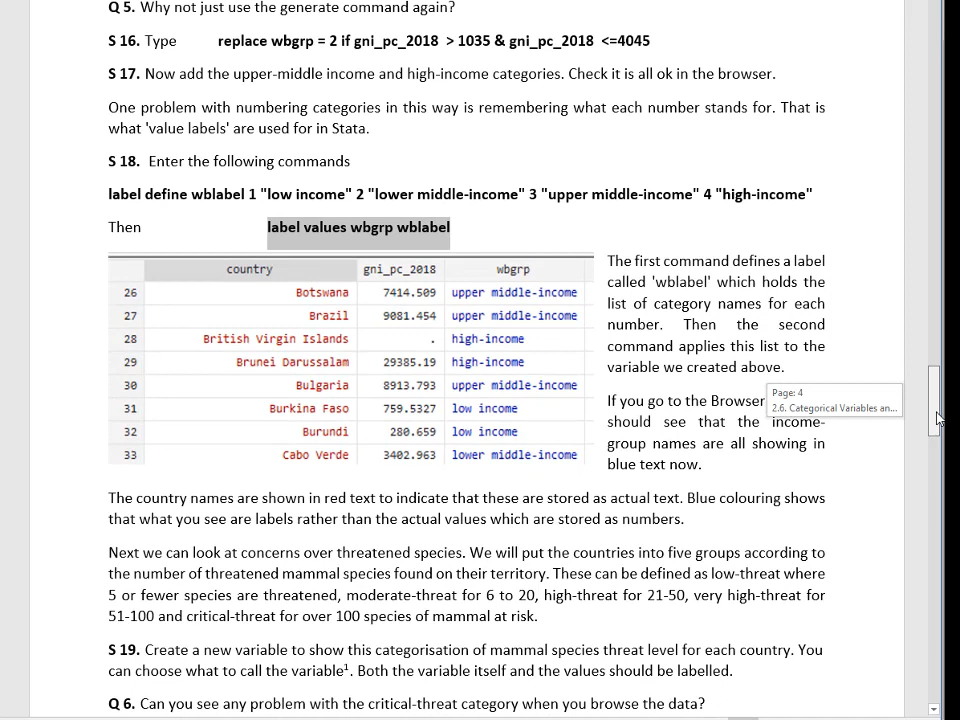 Q 5. Why not just use the generate command again?
S 16. Type replace wbgrp = 2 if gni_pc_2018 > 1035 & gni_pc_2018 <=4045
S 17. Now add the upper-middle income and high-income categories. Check it is all ok in the browser.
One problem with numbering categories in this way is remembering what each number stands for. That is
what 'value labels' are used for in Stata.
S 18. Enter the following commands
label define wblabel 1 "low income" 2 "lower middle-income" 3 "upper middle-income" 4 "high-income"
Then label values wbgrp wblabel
country gni_pc_2018 wbgrp
26 Botswana 7414.509 upper middle-income
27 Brazil 9081.454 upper middle-income
28 British Virgin Islands . high-income
29 Brunei Darussalam 29385.19 high-income
30 Bulgaria 8913.793 upper middle-income
31 Burkina Faso 759.5327 low income
32 Burundi 280.659 low income
33 Cabo Verde 3402.963 lower middle-income
The first command defines a label
called 'wblabel' which holds the
list of category names for each
number. Then the second
command applies this list to the
variable we created above.
If you go to the Browser
should see that the income-
group names are all showing in
blue text now.
Page: 4
2.6. Categorical Variables an...
The country names are shown in red text to indicate that these are stored as actual text. Blue colouring shows
that what you see are labels rather than the actual values which are stored as numbers.
Next we can look at concerns over threatened species. We will put the countries into five groups according to
the number of threatened mammal species found on their territory. These can be defined as low-threat where
5 or fewer species are threatened, moderate-threat for 6 to 20, high-threat for 21-50, very high-threat for
51-100 and critical-threat for over 100 species of mammal at risk.
S 19. Create a new variable to show this categorisation of mammal species threat level for each country. You
can choose what to call the variable¹. Both the variable itself and the values should be labelled.
Q 6. Can you see any problem with the critical-threat category when you browse the data?